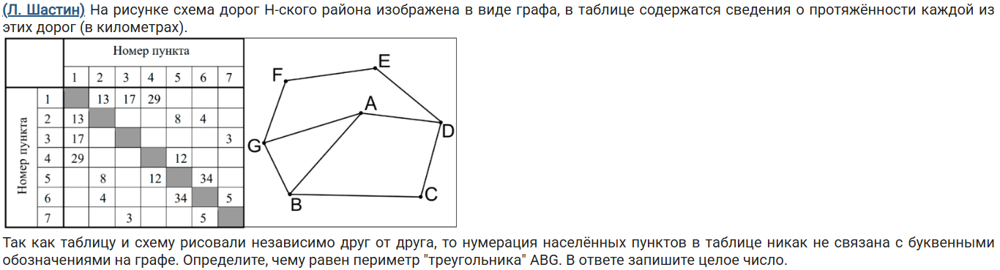 (Л. Шастин) На рисунке схема дорог Н-ского района изображена в виде графа, в таблице содержатся сведения о протяжённости каждой из
этих дорог (в километрах).
Номер пункта
1 2 3 4 5 6 7
Номер пункта
1 13 17 29
2 13 8 4
3 17 3
4 29 12
5 8 12 34
6 4 34 5
7 3 5
F
E
A
D
G
B
C
Так как таблицу и схему рисовали независимо друг от друга, то нумерация населённых пунктов в таблице никак не связана с буквенными
обозначениями на графе. Определите, чему равен периметр "треугольника" ABG. В ответе запишите целое число.